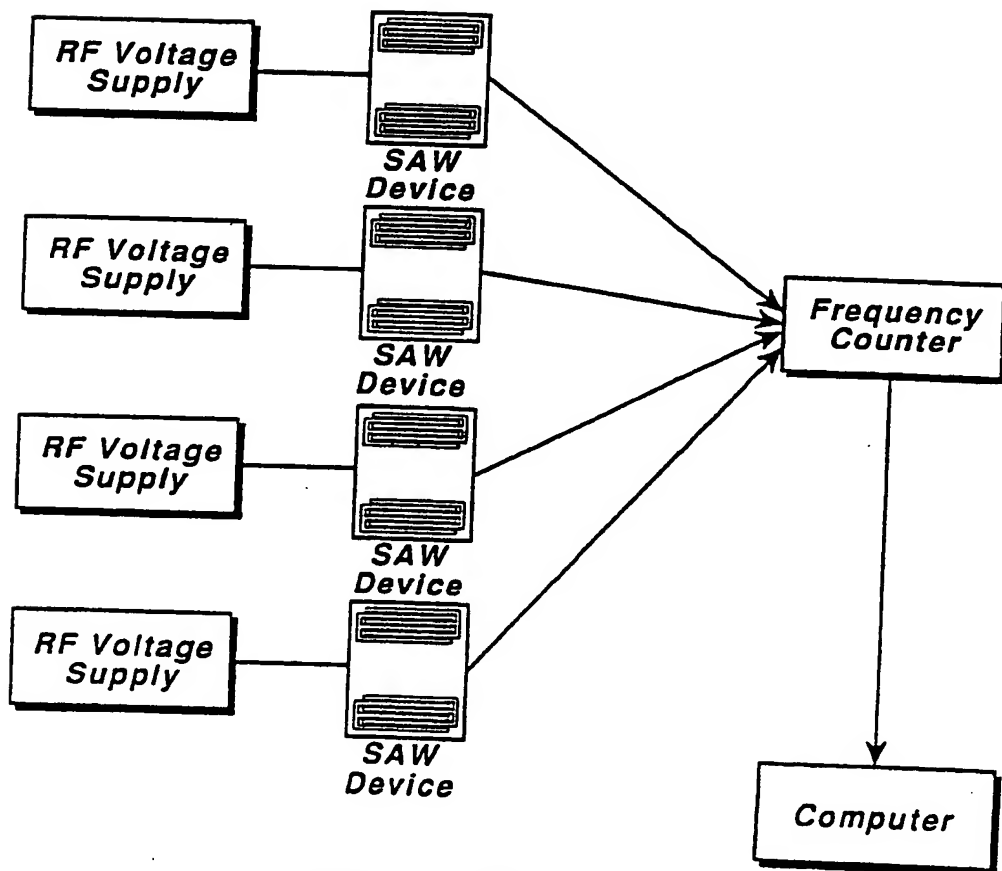 RF Voltage
Supply
SAW
Device
RF Voltage
Supply
SAW
Device
Frequency
Counter
RF Voltage
Supply
SAW
Device
RF Voltage
Supply
SAW
Device
Computer